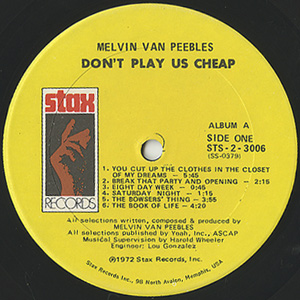 MELVIN VAN PEEBLES
DON'T PLAY US CHEAP
stax
RECORDS
ALBUM A
SIDE ONE
STS-2-3006
(SS-0379)
1- YOU CUT UP THE CLOTHES IN THE CLOSET
OF MY DREAMS — 5:45
2- BREAK THAT PARTY AND OPENING — 2:15
3- EIGHT DAY WEEK — 0:45
4- SATURDAY NIGHT — 1:15
5- THE BOWSERS' THING — 5:35
6- THE BOOK OF LIFE — 4:20
All selections written, composed & produced by
MELVIN VAN PEEBLES
All selections published by Yeah, Inc., ASCAP
Musical Supervision by Harold Wheeler
Engineer: Lou Gonzalez
℗1972 Stax Records, Inc.
Stax Records, Inc., 98 North Avalon, Memphis, USA